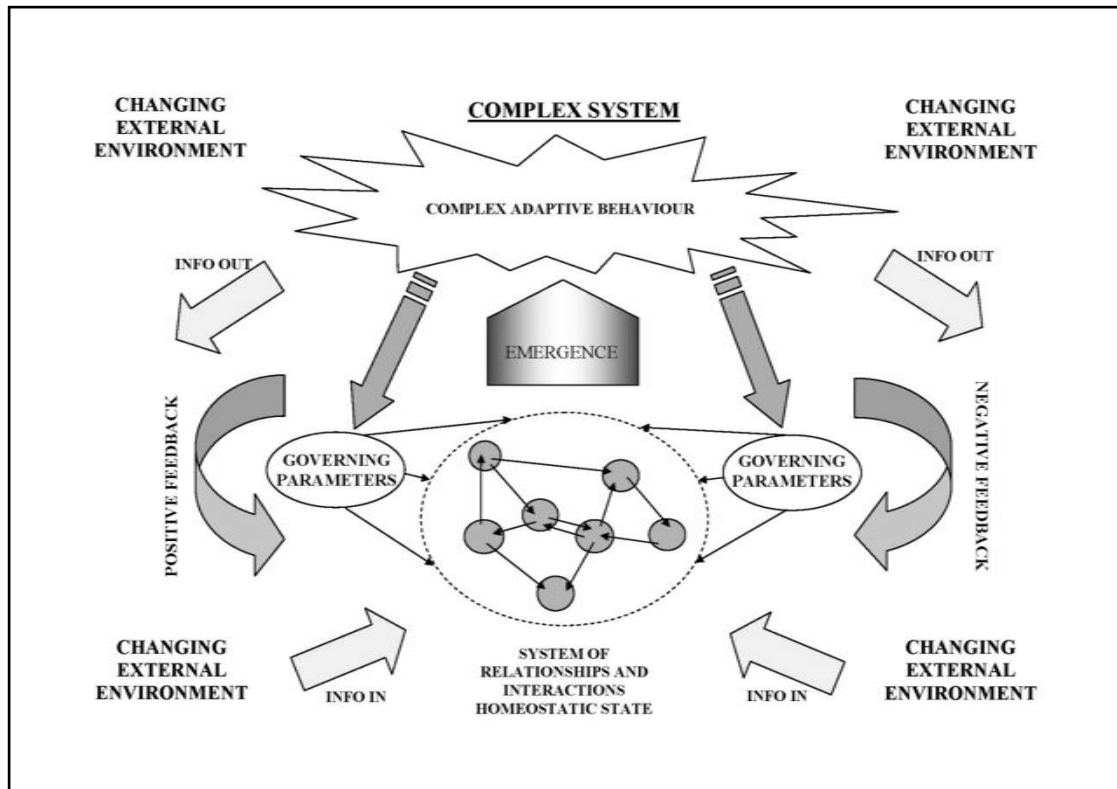 CHANGING
EXTERNAL
ENVIRONMENT
COMPLEX SYSTEM
CHANGING
EXTERNAL
ENVIRONMENT
COMPLEX ADAPTIVE BEHAVIOUR
INFO OUT
INFO OUT
EMERGENCE
POSITIVE FEEDBACK
NEGATIVE FEEDBACK
GOVERNING
PARAMETERS
GOVERNING
PARAMETERS
CHANGING
EXTERNAL
ENVIRONMENT
INFO IN
SYSTEM OF
RELATIONSHIPS AND
INTERACTIONS
HOMEOSTATIC STATE
INFO IN
CHANGING
EXTERNAL
ENVIRONMENT